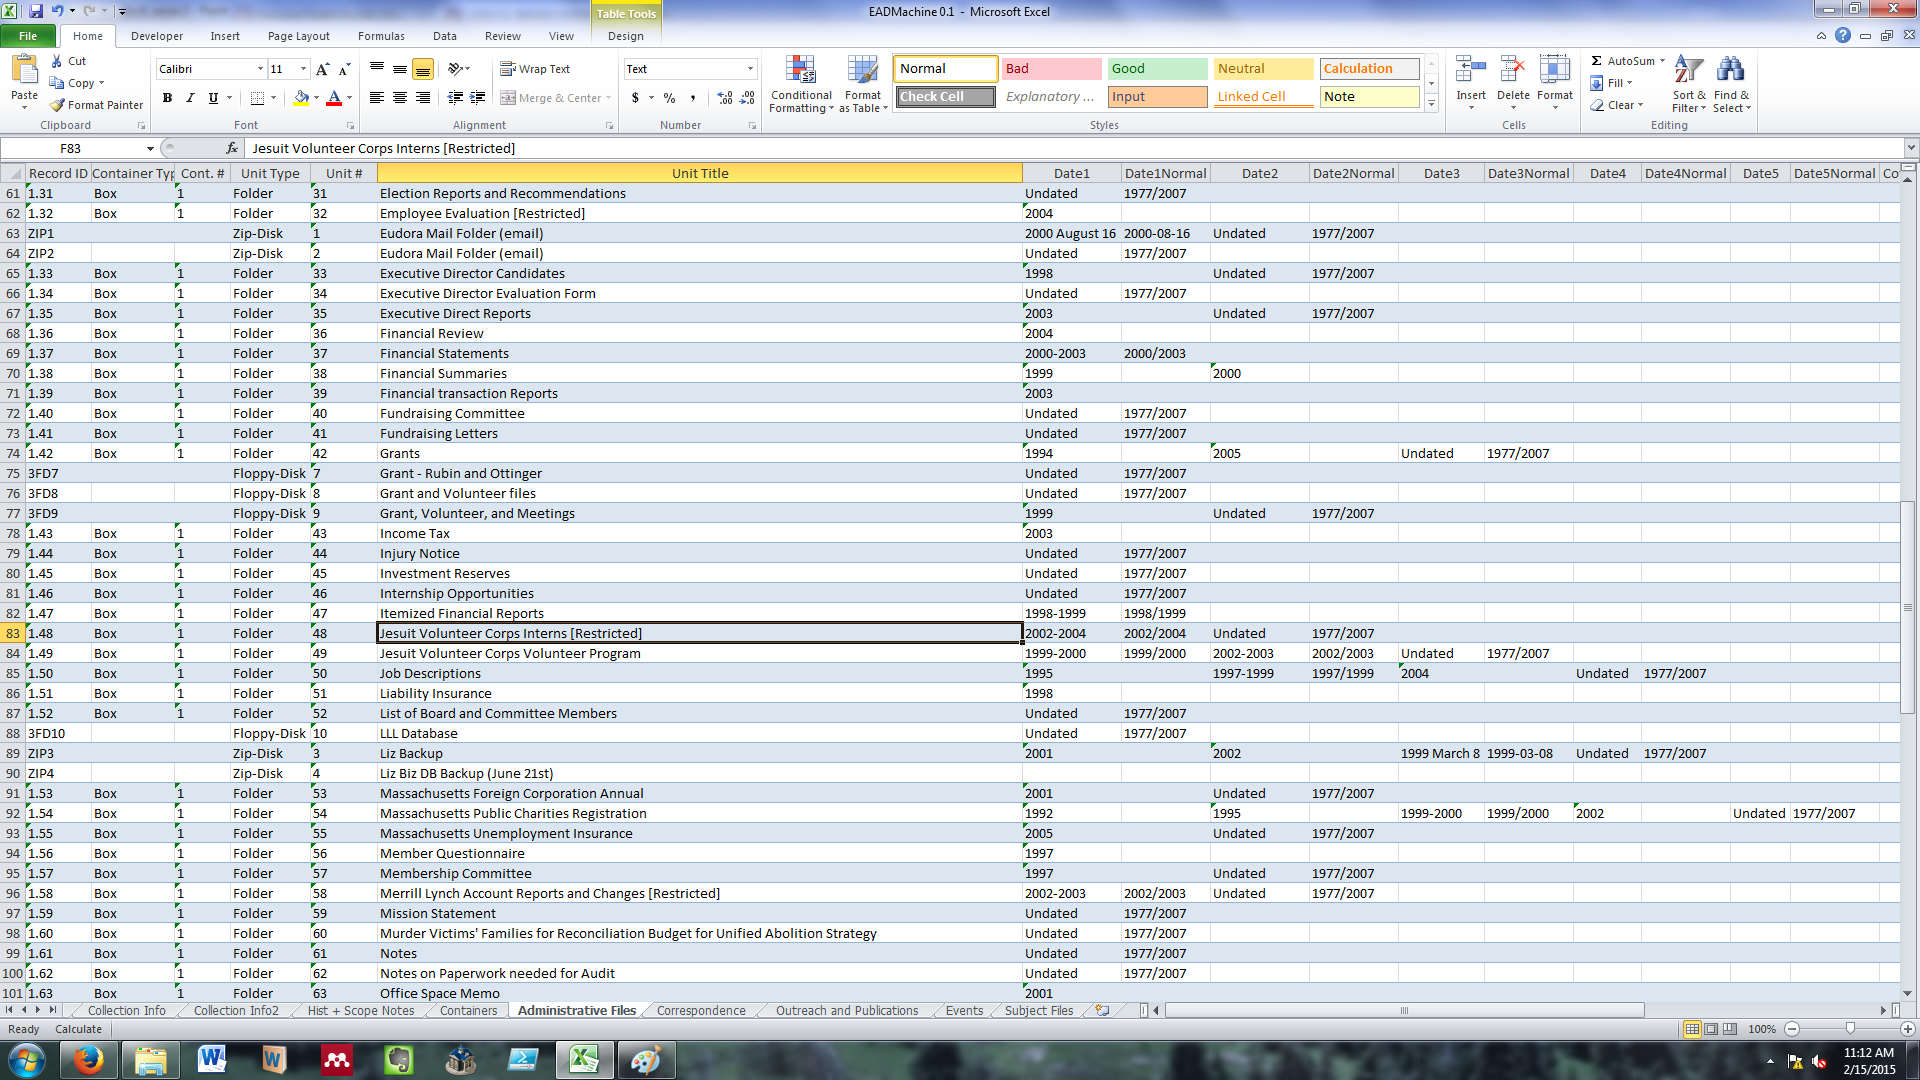 EADMachine 0.1 - Microsoft Excel
Table Tools
File Home Developer Insert Page Layout Formulas Data Review View Design
Paste Cut Copy Format Painter Clipboard
Calibri 11 Font
Wrap Text Merge & Center Alignment
Text $ % , Number
Conditional Formatting Format as Table
Normal Bad Good Neutral Calculation
Check Cell Explanatory ... Input Linked Cell Note
Styles
Insert Delete Format Cells
AutoSum Fill Clear Sort & Filter Find & Select Editing
F83 fx Jesuit Volunteer Corps Interns [Restricted]
Record ID Container Typ Cont. # Unit Type Unit # Unit Title Date1 Date1Normal Date2 Date2Normal Date3 Date3Normal Date4 Date4Normal Date5 Date5Normal Co
61 1.31 Box 1 Folder 31 Election Reports and Recommendations Undated 1977/2007
62 1.32 Box 1 Folder 32 Employee Evaluation [Restricted] 2004
63 ZIP1 Zip-Disk 1 Eudora Mail Folder (email) 2000 August 16 2000-08-16 Undated 1977/2007
64 ZIP2 Zip-Disk 2 Eudora Mail Folder (email) Undated 1977/2007
65 1.33 Box 1 Folder 33 Executive Director Candidates 1998 Undated 1977/2007
66 1.34 Box 1 Folder 34 Executive Director Evaluation Form Undated 1977/2007
67 1.35 Box 1 Folder 35 Executive Direct Reports 2003 Undated 1977/2007
68 1.36 Box 1 Folder 36 Financial Review 2004
69 1.37 Box 1 Folder 37 Financial Statements 2000-2003 2000/2003
70 1.38 Box 1 Folder 38 Financial Summaries 1999 2000
71 1.39 Box 1 Folder 39 Financial transaction Reports 2003
72 1.40 Box 1 Folder 40 Fundraising Committee Undated 1977/2007
73 1.41 Box 1 Folder 41 Fundraising Letters Undated 1977/2007
74 1.42 Box 1 Folder 42 Grants 1994 2005 Undated 1977/2007
75 3FD7 Floppy-Disk 7 Grant - Rubin and Ottinger Undated 1977/2007
76 3FD8 Floppy-Disk 8 Grant and Volunteer files Undated 1977/2007
77 3FD9 Floppy-Disk 9 Grant, Volunteer, and Meetings 1999 Undated 1977/2007
78 1.43 Box 1 Folder 43 Income Tax 2003
79 1.44 Box 1 Folder 44 Injury Notice Undated 1977/2007
80 1.45 Box 1 Folder 45 Investment Reserves Undated 1977/2007
81 1.46 Box 1 Folder 46 Internship Opportunities Undated 1977/2007
82 1.47 Box 1 Folder 47 Itemized Financial Reports 1998-1999 1998/1999
83 1.48 Box 1 Folder 48 Jesuit Volunteer Corps Interns [Restricted] 2002-2004 2002/2004 Undated 1977/2007
84 1.49 Box 1 Folder 49 Jesuit Volunteer Corps Volunteer Program 1999-2000 1999/2000 2002-2003 2002/2003 Undated 1977/2007
85 1.50 Box 1 Folder 50 Job Descriptions 1995 1997-1999 1997/1999 2004 Undated 1977/2007
86 1.51 Box 1 Folder 51 Liability Insurance 1998
87 1.52 Box 1 Folder 52 List of Board and Committee Members Undated 1977/2007
88 3FD10 Floppy-Disk 10 LLL Database Undated 1977/2007
89 ZIP3 Zip-Disk 3 Liz Backup 2001 2002 1999 March 8 1999-03-08 Undated 1977/2007
90 ZIP4 Zip-Disk 4 Liz Biz DB Backup (June 21st)
91 1.53 Box 1 Folder 53 Massachusetts Foreign Corporation Annual 2001 Undated 1977/2007
92 1.54 Box 1 Folder 54 Massachusetts Public Charities Registration 1992 1995 1999-2000 1999/2000 2002 Undated 1977/2007
93 1.55 Box 1 Folder 55 Massachusetts Unemployment Insurance 2005 Undated 1977/2007
94 1.56 Box 1 Folder 56 Member Questionnaire 1997
95 1.57 Box 1 Folder 57 Membership Committee 1997 Undated 1977/2007
96 1.58 Box 1 Folder 58 Merrill Lynch Account Reports and Changes [Restricted] 2002-2003 2002/2003 Undated 1977/2007
97 1.59 Box 1 Folder 59 Mission Statement Undated 1977/2007
98 1.60 Box 1 Folder 60 Murder Victims' Families for Reconciliation Budget for Unified Abolition Strategy Undated 1977/2007
99 1.61 Box 1 Folder 61 Notes Undated 1977/2007
100 1.62 Box 1 Folder 62 Notes on Paperwork needed for Audit Undated 1977/2007
101 1.63 Box 1 Folder 63 Office Space Memo 2001
Collection Info Collection Info2 Hist + Scope Notes Containers Administrative Files Correspondence Outreach and Publications Events Subject Files
Ready Calculate 100%
11:12 AM
2/15/2015